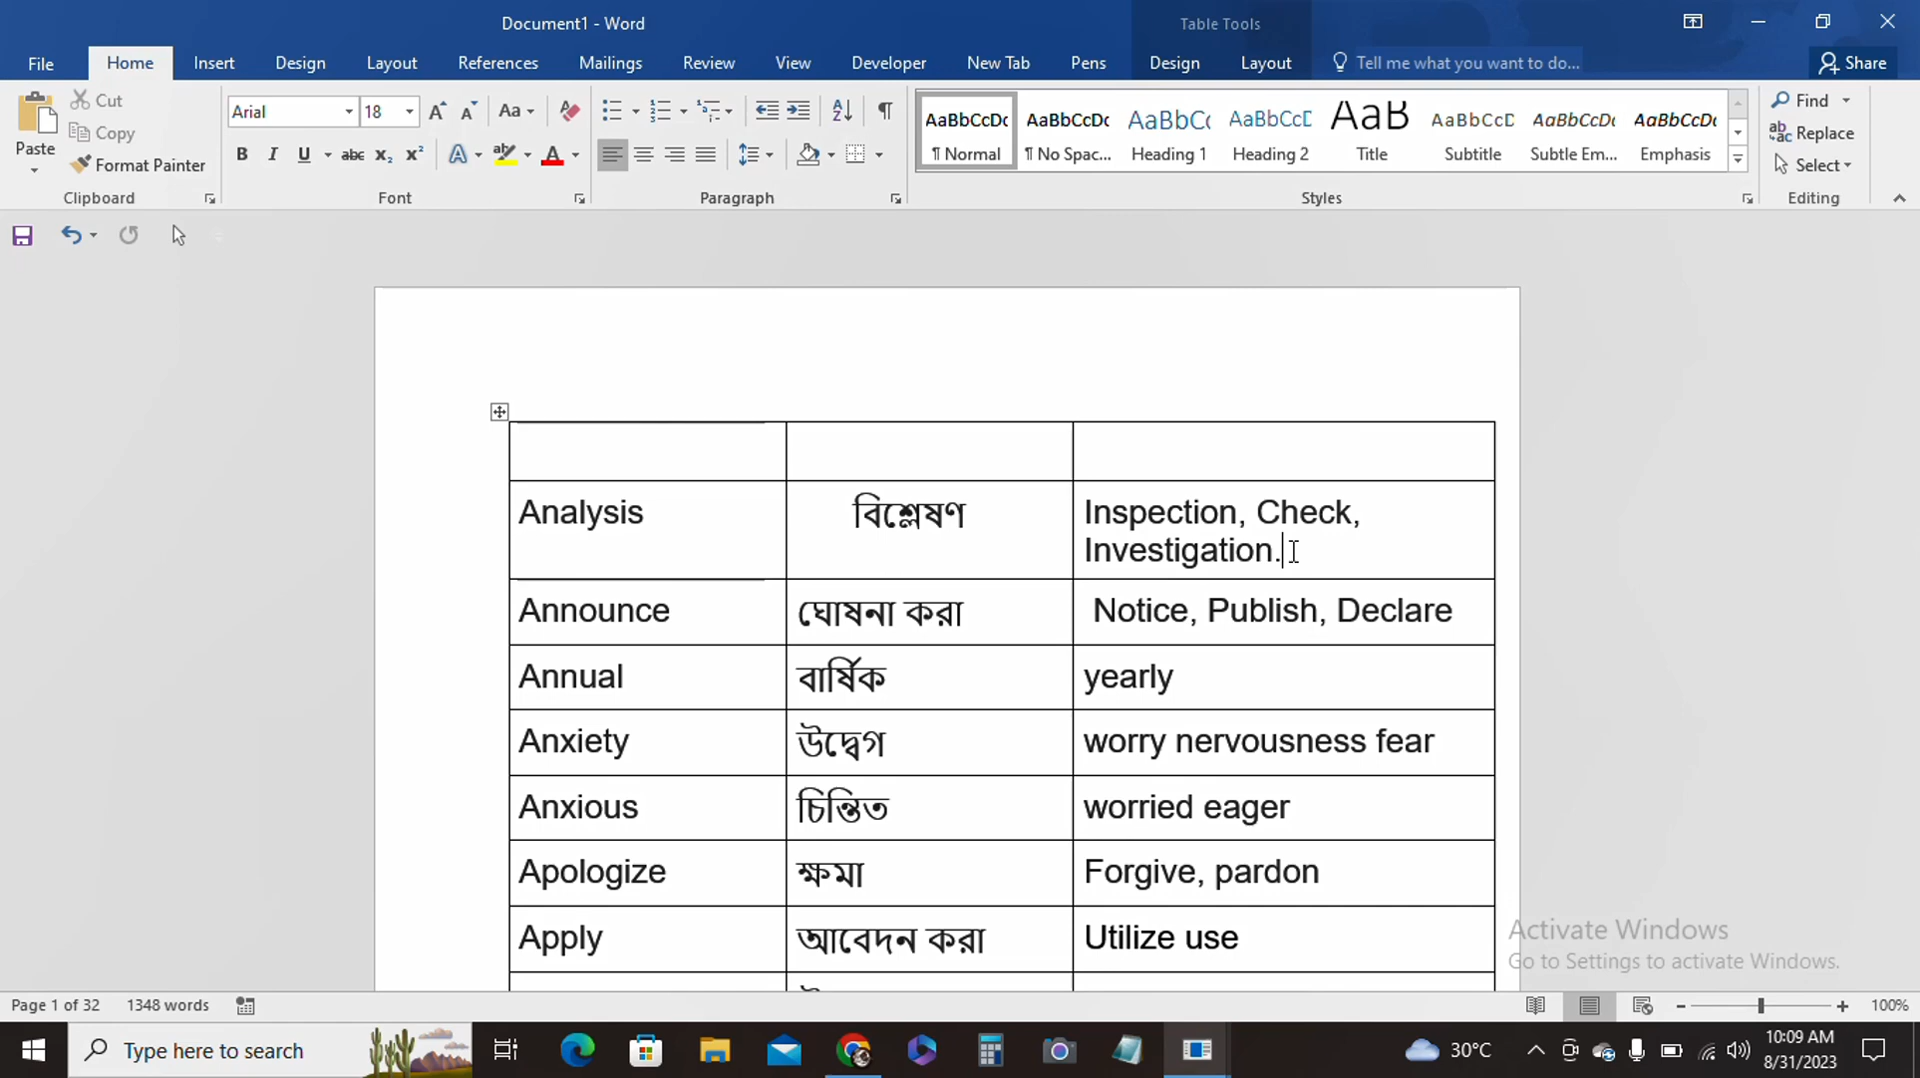 Document1 - Word
Table Tools
File Home Insert Design Layout References Mailings Review View Developer New Tab Pens Design Layout Tell me what you want to do... Share
Paste
Cut
Copy
Format Painter
Clipboard
Arial 18
Font
Paragraph
AaBbCcDc AaBbCcDc AaBbC AaBbCcD AaB AaBbCcD AaBbCcDc AaBbCcDc
¶ Normal ¶ No Spac... Heading 1 Heading 2 Title Subtitle Subtle Em... Emphasis
Styles
Find
Replace
Select
Editing
Analysis বিশ্লেষণ Inspection, Check,
Investigation.
Announce ঘোষনা করা Notice, Publish, Declare
Annual বার্ষিক yearly
Anxiety উদ্বেগ worry nervousness fear
Anxious চিন্তিত worried eager
Apologize ক্ষমা Forgive, pardon
Apply আবেদন করা Utilize use
Activate Windows
Go to Settings to activate Windows.
Page 1 of 32 1348 words 100%
Type here to search 30°C 10:09 AM
8/31/2023